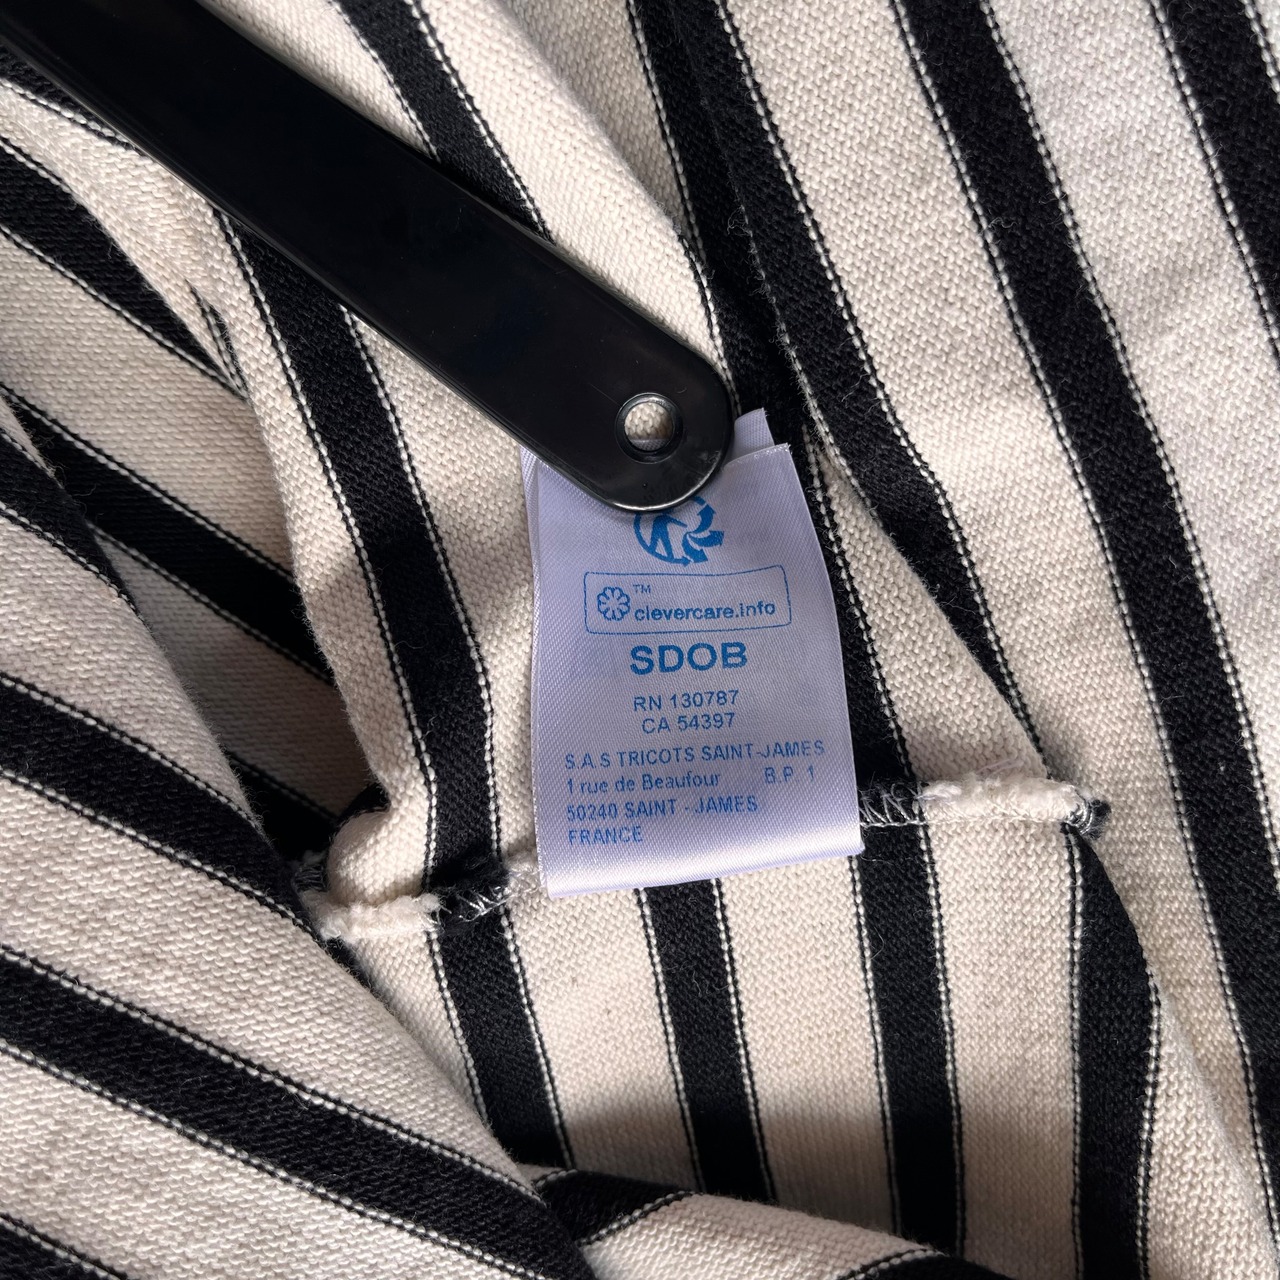 TM
clevercare.info
SDOB
RN 130787
CA 54397
S.A.S TRICOTS SAINT-JAMES
1 rue de Beaufour B.P. 1
50240 SAINT - JAMES
FRANCE